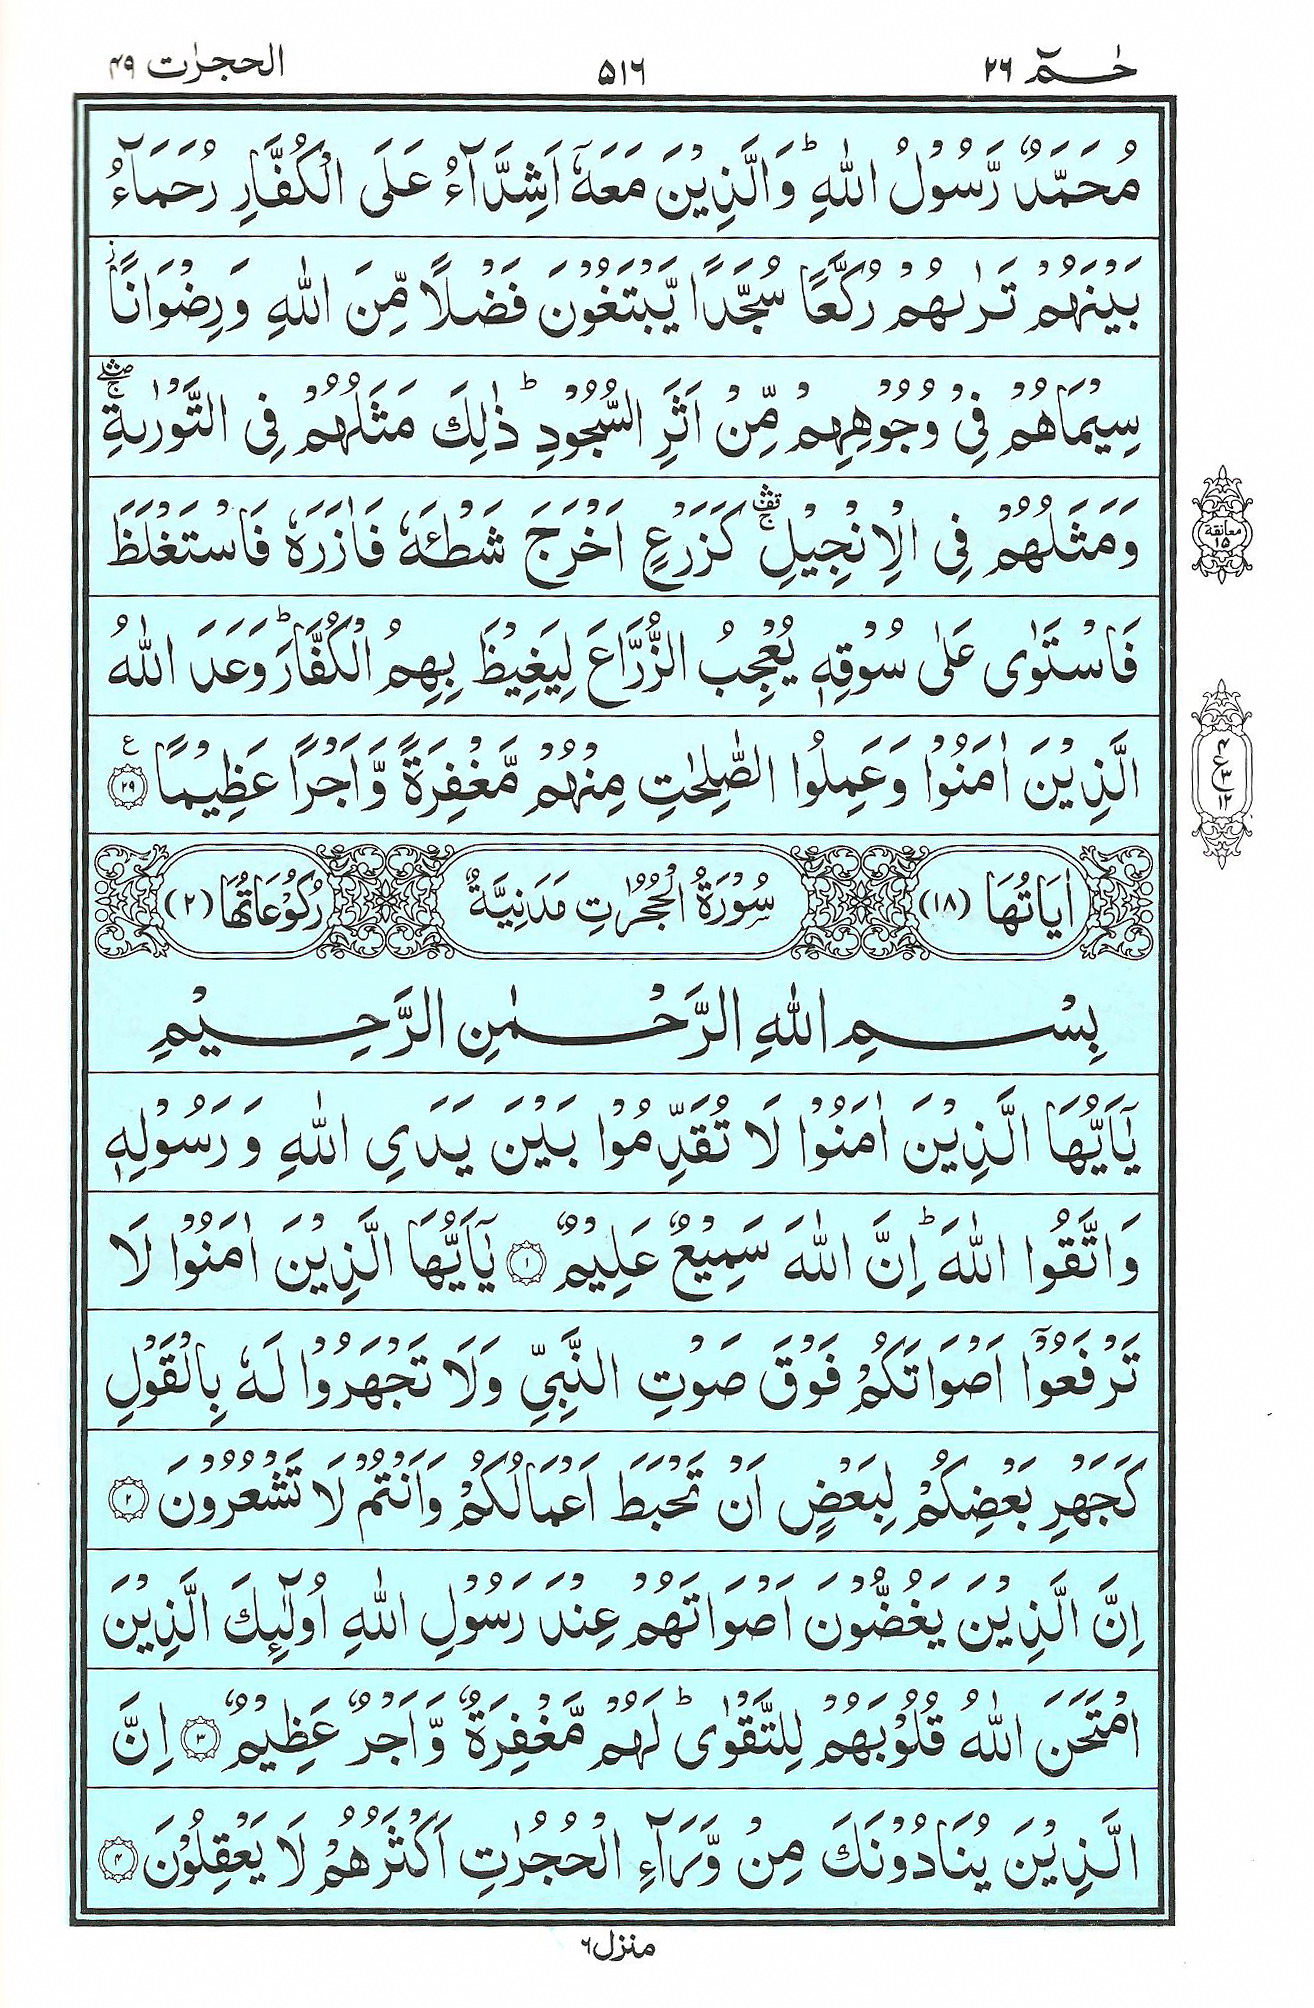 حٰمٓ ٢٦
٥١٦
الحجرٰت ٤٩
مُحَمَّدٌ رَّسُوْلُ اللّٰهِ ؕ وَالَّذِيْنَ مَعَهٗۤ اَشِدَّآءُ عَلَى الْكُفَّارِ رُحَمَآءُ
بَيْنَهُمْ تَرٰىهُمْ رُكَّعًا سُجَّدًا يَّبْتَغُوْنَ فَضْلًا مِّنَ اللّٰهِ وَرِضْوَانًا ز
سِيْمَاهُمْ فِيْ وُجُوْهِهِمْ مِّنْ اَثَرِ السُّجُوْدِ ؕ ذٰلِكَ مَثَلُهُمْ فِي التَّوْرٰىةِ ۛۖۚ
وَمَثَلُهُمْ فِي الْاِنْجِيْلِ ۛۚ كَزَرْعٍ اَخْرَجَ شَطْـَٔهٗ فَاٰزَرَهٗ فَاسْتَغْلَظَ
فَاسْتَوٰى عَلٰى سُوْقِهٖ يُعْجِبُ الزُّرَّاعَ لِيَغِيْظَ بِهِمُ الْكُفَّارَ ؕ وَعَدَ اللّٰهُ
الَّذِيْنَ اٰمَنُوْا وَعَمِلُوا الصّٰلِحٰتِ مِنْهُمْ مَّغْفِرَةً وَّاَجْرًا عَظِيْمًا ع ٢٩
معانقة ١٥
٤ ع ٣ ١٢
اٰيَاتُهَا (١٨) سُوْرَةُ الْحُجُرٰتِ مَدَنِيَّةٌ رُكُوْعَاتُهَا (٢)
بِسْمِ اللّٰهِ الرَّحْمٰنِ الرَّحِيْمِ
يٰۤاَيُّهَا الَّذِيْنَ اٰمَنُوْا لَا تُقَدِّمُوْا بَيْنَ يَدَيِ اللّٰهِ وَرَسُوْلِهٖ
وَاتَّقُوا اللّٰهَ ؕ اِنَّ اللّٰهَ سَمِيْعٌ عَلِيْمٌ ١ يٰۤاَيُّهَا الَّذِيْنَ اٰمَنُوْا لَا
تَرْفَعُوْۤا اَصْوَاتَكُمْ فَوْقَ صَوْتِ النَّبِيِّ وَلَا تَجْهَرُوْا لَهٗ بِالْقَوْلِ
كَجَهْرِ بَعْضِكُمْ لِبَعْضٍ اَنْ تَحْبَطَ اَعْمَالُكُمْ وَاَنْتُمْ لَا تَشْعُرُوْنَ ٢
اِنَّ الَّذِيْنَ يَغُضُّوْنَ اَصْوَاتَهُمْ عِنْدَ رَسُوْلِ اللّٰهِ اُولٰٓئِكَ الَّذِيْنَ
امْتَحَنَ اللّٰهُ قُلُوْبَهُمْ لِلتَّقْوٰى ؕ لَهُمْ مَّغْفِرَةٌ وَّاَجْرٌ عَظِيْمٌ ٣ اِنَّ
الَّذِيْنَ يُنَادُوْنَكَ مِنْ وَّرَآءِ الْحُجُرٰتِ اَكْثَرُهُمْ لَا يَعْقِلُوْنَ ٤
منزل ٦